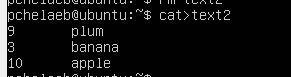 pchelaeb@ubuntu:~$ rm text2
pchelaeb@ubuntu:~$ cat>text2
9 plum
3 banana
10 apple